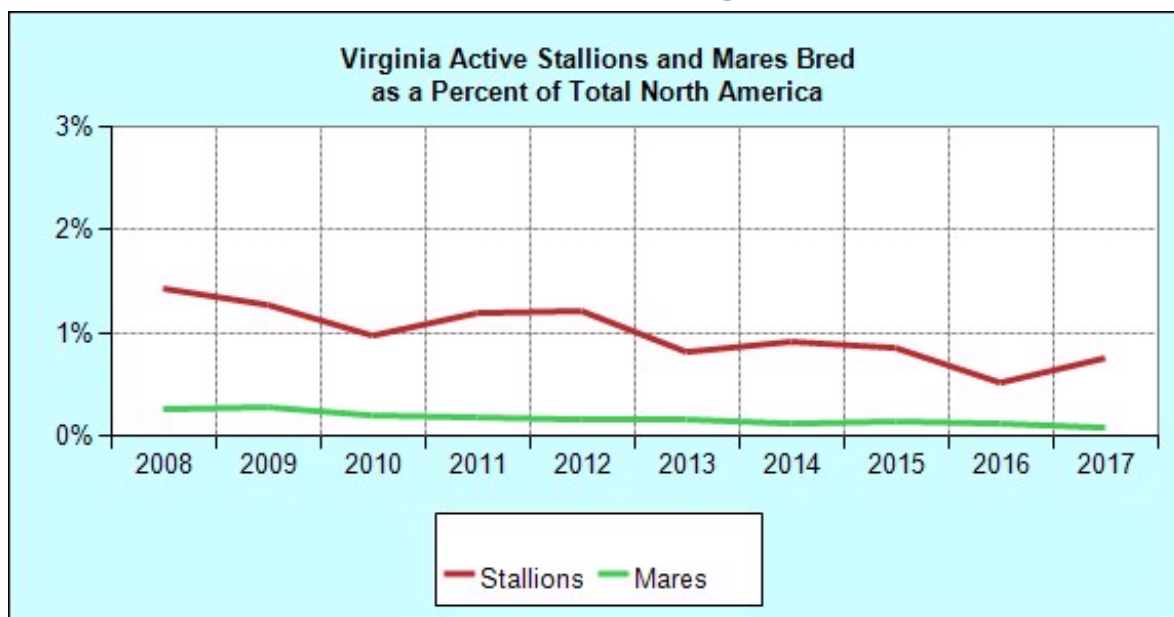 Virginia Active Stallions and Mares Bred
as a Percent of Total North America
3%
2%
1%
0%
2008 2009 2010 2011 2012 2013 2014 2015 2016 2017
Stallions Mares